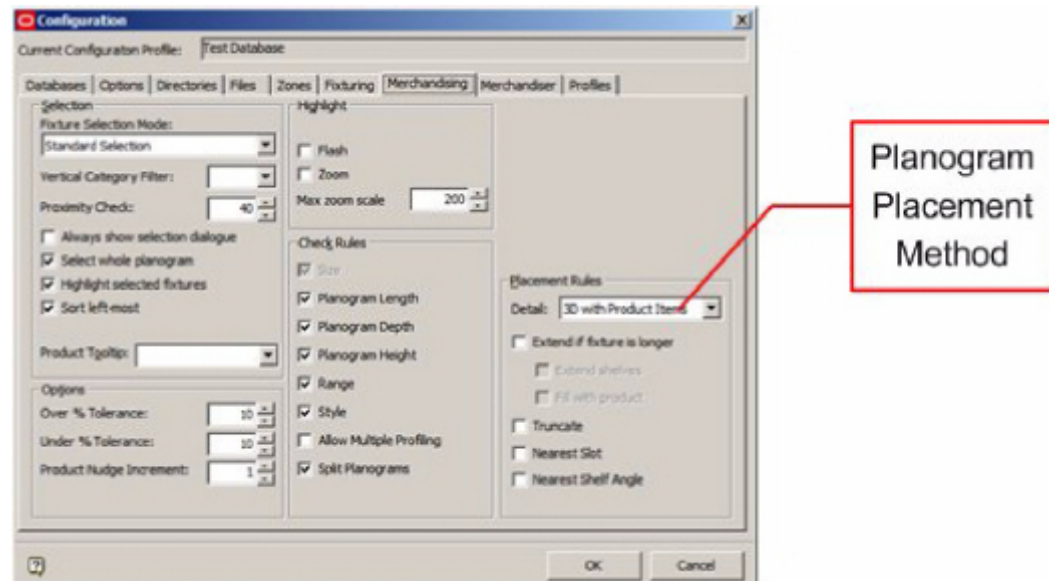 Configuration
Current Configuraton Profile: Test Database
Databases Options Directories Files Zones Fixturing Merchandising Merchandiser Profiles
Selection
Fixture Selection Mode:
Standard Selection
Vertical Category Filter:
Proximity Check: 40
Always show selection dialogue
Select whole planogram
Highlight selected fixtures
Sort left-most
Product Tooltip:
Options
Over % Tolerance: 10
Under % Tolerance: 10
Product Nudge Increment: 1
Highlight
Flash
Zoom
Max zoom scale 200
Check Rules
Size
Planogram Length
Planogram Depth
Planogram Height
Range
Style
Allow Multiple Profiling
Split Planograms
Placement Rules
Detail: 3D with Product Items
Extend if fixture is longer
Extend shelves
Fill with product
Truncate
Nearest Slot
Nearest Shelf Angle
OK Cancel
Planogram
Placement
Method